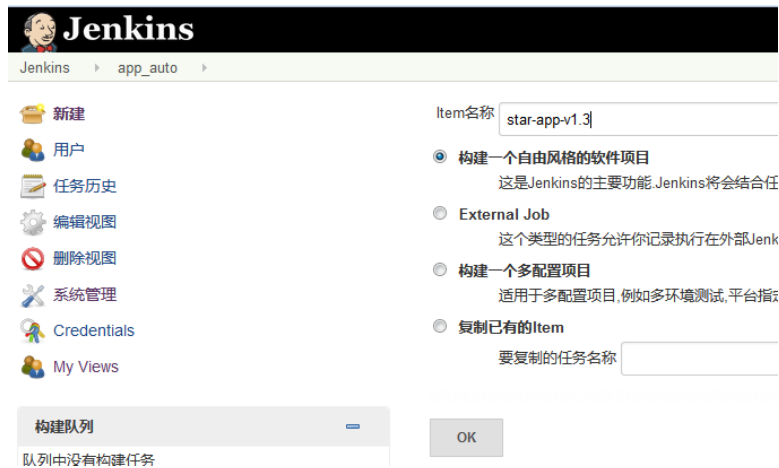 Jenkins
Jenkins app_auto
新建
用户
任务历史
编辑视图
删除视图
系统管理
Credentials
My Views
构建队列
队列中没有构建任务
Item名称 star-app-v1.3
构建一个自由风格的软件项目
这是Jenkins的主要功能.Jenkins将会结合任
External Job
这个类型的任务允许你记录执行在外部Jenk
构建一个多配置项目
适用于多配置项目,例如多环境测试,平台指定
复制已有的Item
要复制的任务名称
OK